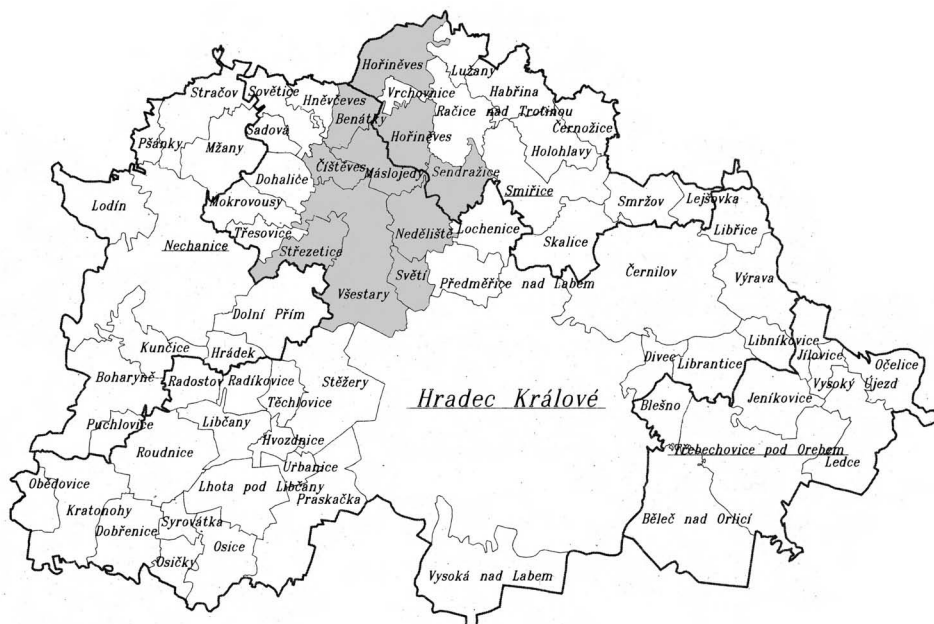 Hořiněves
Lužany
Stračov
Sovětice
Hněvčeves
Vrchovnice
Habřina
Benátky
Račice nad Trotinou
Černožice
Sadová
Hořiněves
Pšánky
Mžany
Holohlavy
Čištěves
Máslojedy
Sendražice
Dohalice
Smiřice
Lodín
Mokrovousy
Smržov
Lejšovka
Třesovice
Neděliště
Lochenice
Libřice
Nechanice
Střezetice
Skalice
Světí
Předměřice nad Labem
Černilov
Výrava
Všestary
Dolní Přím
Kunčice
Hrádek
Libníkovice
Divec
Librantice
Jílovice
Očelice
Boharyně
Radostov
Radíkovice
Stěžery
Vysoký Újezd
Těchlovice
Hradec Králové
Blešno
Jeníkovice
Puchlovice
Libčany
Hvozdnice
Roudnice
Třebechovice pod Orebem
Urbanice
Ledce
Obědovice
Lhota pod Libčany
Praskačka
Kratonohy
Syrovátka
Dobřenice
Běleč nad Orlicí
Osice
Osičky
Vysoká nad Labem